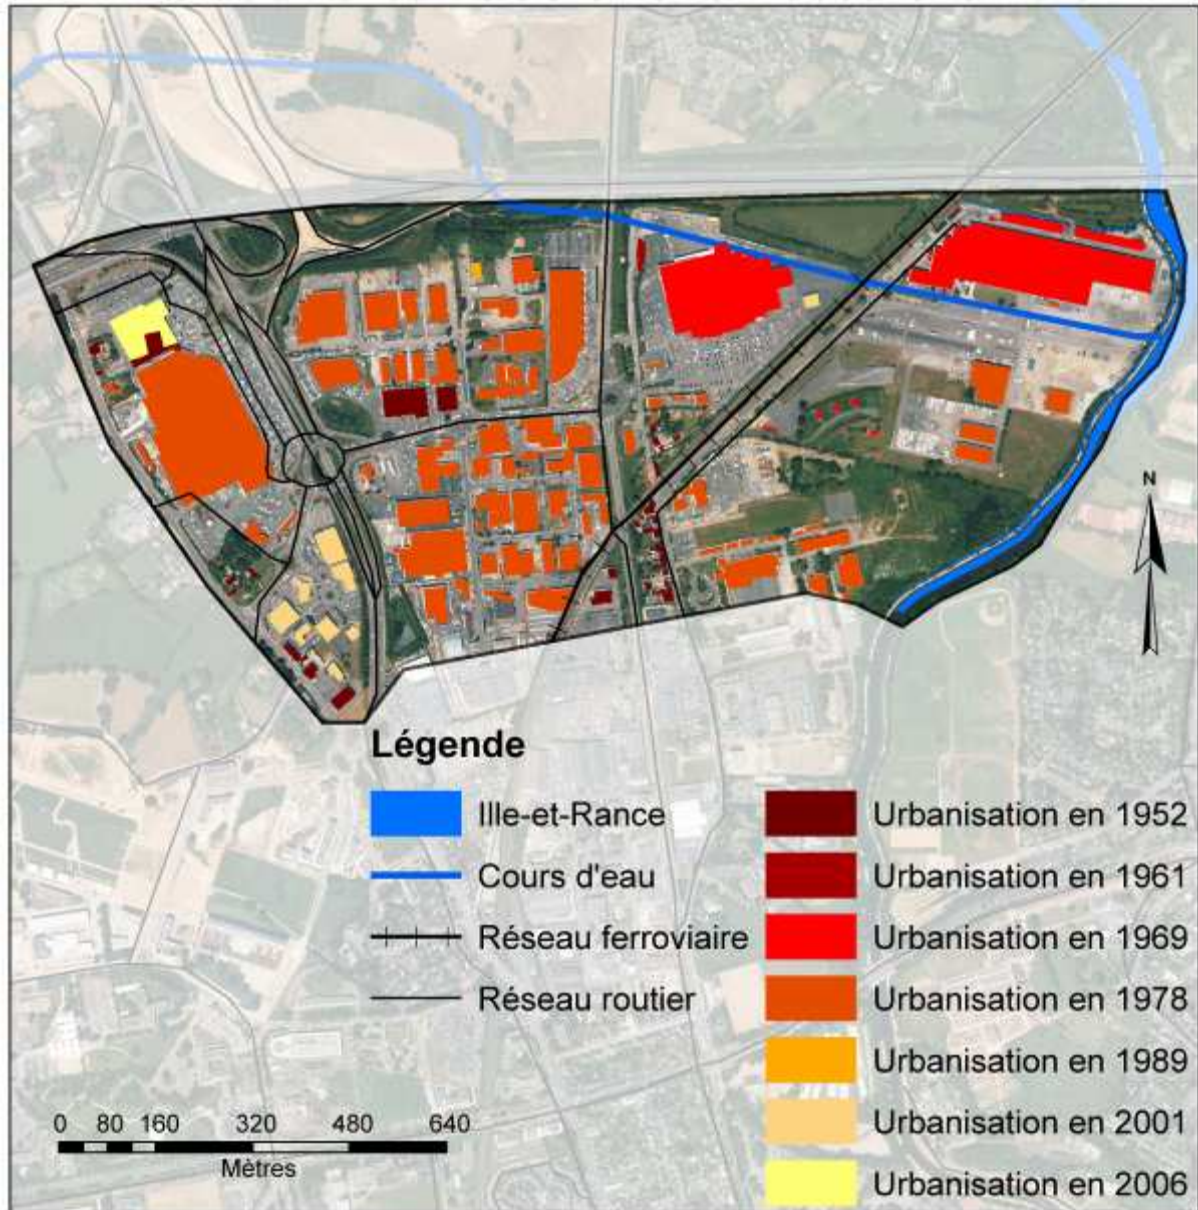 N
Légende
Ille-et-Rance
Cours d'eau
Réseau ferroviaire
Réseau routier
Urbanisation en 1952
Urbanisation en 1961
Urbanisation en 1969
Urbanisation en 1978
Urbanisation en 1989
Urbanisation en 2001
Urbanisation en 2006
0 80 160 320 480 640
Mètres